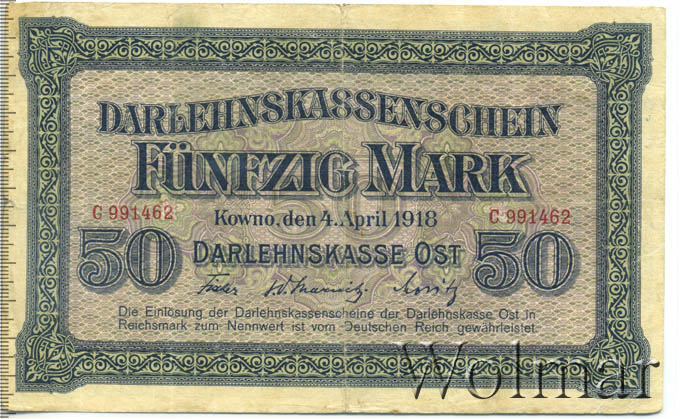 DARLEHNSKASSENSCHEIN
FÜNFZIG MARK
C 991462 C 991462
Kowno, den 4. April 1918
50 DARLEHNSKASSE OST 50
Die Einlösung der Darlehnskassenscheine der Darlehnskasse Ost in
Reichsmark zum Nennwert ist vom Deutschen Reich gewährleistet.
Wolmar